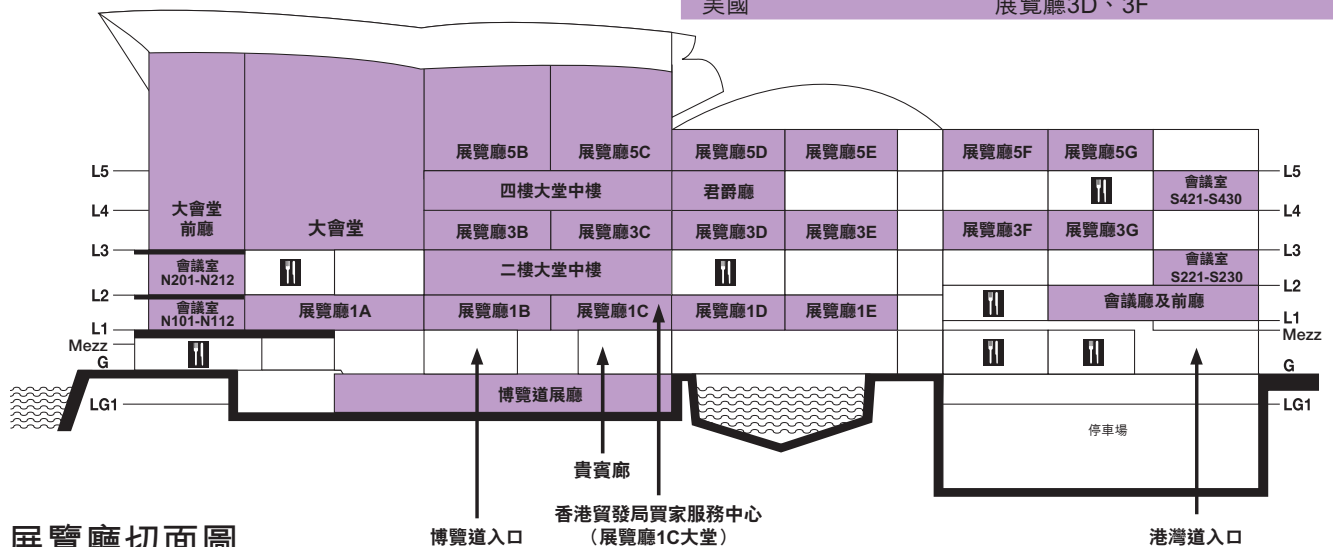 美國 展覽廳3D、3F
展覽廳5B 展覽廳5C 展覽廳5D 展覽廳5E 展覽廳5F 展覽廳5G
L5 L5
四樓大堂中樓 君爵廳 會議室
S421-S430
L4 L4
大會堂
前廳
大會堂 展覽廳3B 展覽廳3C 展覽廳3D 展覽廳3E 展覽廳3F 展覽廳3G
L3 L3
會議室
N201-N212
二樓大堂中樓 會議室
S221-S230
L2 L2
會議室
N101-N112
展覽廳1A 展覽廳1B 展覽廳1C 展覽廳1D 展覽廳1E 會議廳及前廳
L1 L1
Mezz Mezz
G G
LG1 博覽道展廳 LG1
停車場
貴賓廊
香港貿發局買家服務中心
(展覽廳1C大堂)
博覽道入口 港灣道入口
展覽廳切面圖